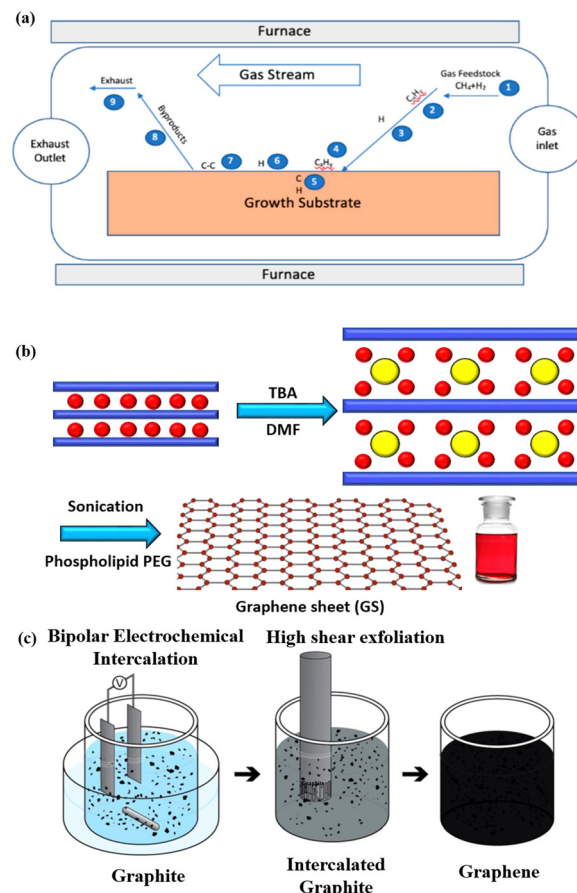 (a)
Furnace
Gas Stream
Exhaust
9
Gas Feedstock
CH₄+H₂
1
CₓHᵧ
2
H
3
Byproducts
8
Exhaust
Outlet
Gas
inlet
4
C-C
7
H
6
CₓHᵧ
C
H
5
Growth Substrate
Furnace
(b)
TBA
DMF
Sonication
Phospholipid PEG
Graphene sheet (GS)
(c)
Bipolar Electrochemical
Intercalation
High shear exfoliation
V
Graphite
Intercalated
Graphite
Graphene